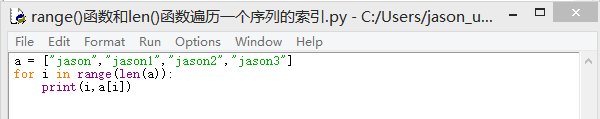 range()函数和len()函数遍历一个序列的索引.py - C:/Users/jason_u...
File Edit Format Run Options Window Help
a = ["jason","jason1","jason2","jason3"]
for i in range(len(a)):
    print(i,a[i])